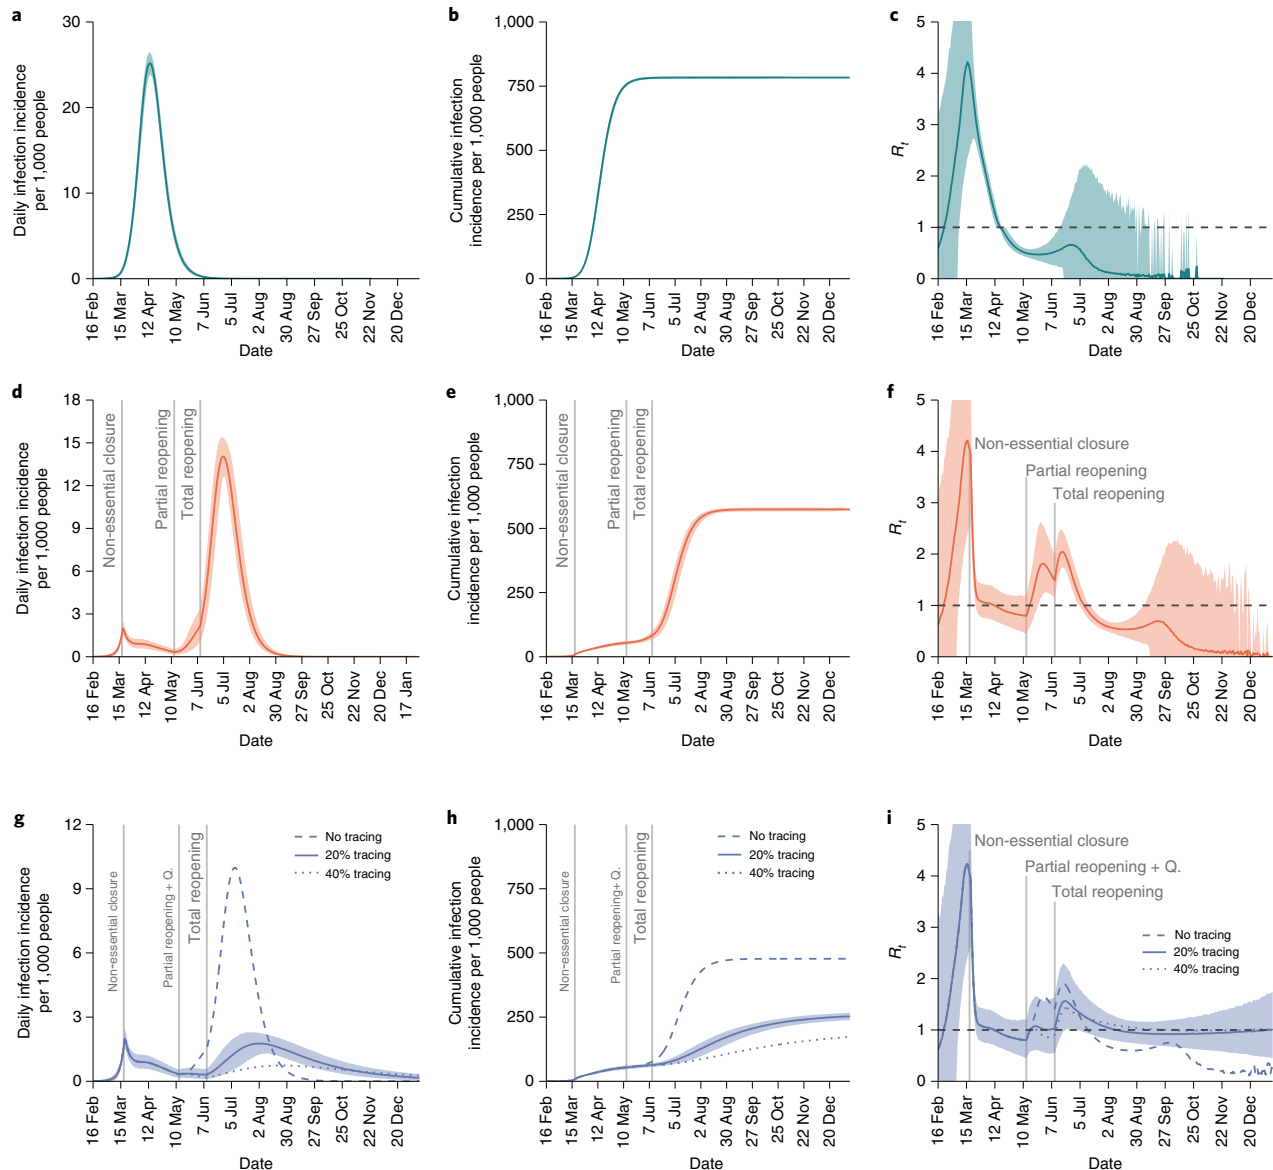 a
Daily infection incidence
per 1,000 people
30
20
10
0
16 Feb
15 Mar
12 Apr
10 May
7 Jun
5 Jul
2 Aug
30 Aug
27 Sep
25 Oct
22 Nov
20 Dec
Date
b
Cumulative infection
incidence per 1,000 people
1,000
750
500
250
0
16 Feb
15 Mar
12 Apr
10 May
7 Jun
5 Jul
2 Aug
30 Aug
27 Sep
25 Oct
22 Nov
20 Dec
Date
c
Rt
5
4
3
2
1
0
16 Feb
15 Mar
12 Apr
10 May
7 Jun
5 Jul
2 Aug
30 Aug
27 Sep
25 Oct
22 Nov
20 Dec
Date
d
Daily infection incidence
per 1,000 people
18
15
12
9
6
3
0
Non-essential closure
Partial reopening
Total reopening
16 Feb
15 Mar
12 Apr
10 May
7 Jun
5 Jul
2 Aug
30 Aug
27 Sep
25 Oct
22 Nov
20 Dec
17 Jan
Date
e
Cumulative infection
incidence per 1,000 people
1,000
750
500
250
0
Non-essential closure
Partial reopening
Total reopening
16 Feb
15 Mar
12 Apr
10 May
7 Jun
5 Jul
2 Aug
30 Aug
27 Sep
25 Oct
22 Nov
20 Dec
Date
f
Rt
5
4
3
2
1
0
Non-essential closure
Partial reopening
Total reopening
16 Feb
15 Mar
12 Apr
10 May
7 Jun
5 Jul
2 Aug
30 Aug
27 Sep
25 Oct
22 Nov
20 Dec
Date
g
Daily infection incidence
per 1,000 people
12
9
6
3
0
Non-essential closure
Partial reopening + Q.
Total reopening
No tracing
20% tracing
40% tracing
16 Feb
15 Mar
12 Apr
10 May
7 Jun
5 Jul
2 Aug
30 Aug
27 Sep
25 Oct
22 Nov
20 Dec
Date
h
Cumulative infection
incidence per 1,000 people
1,000
750
500
250
0
Non-essential closure
Partial reopening+ Q.
Total reopening
No tracing
20% tracing
40% tracing
16 Feb
15 Mar
12 Apr
10 May
7 Jun
5 Jul
2 Aug
30 Aug
27 Sep
25 Oct
22 Nov
20 Dec
Date
i
Rt
5
4
3
2
1
0
Non-essential closure
Partial reopening + Q.
Total reopening
No tracing
20% tracing
40% tracing
16 Feb
15 Mar
12 Apr
10 May
7 Jun
5 Jul
2 Aug
30 Aug
27 Sep
25 Oct
22 Nov
20 Dec
Date